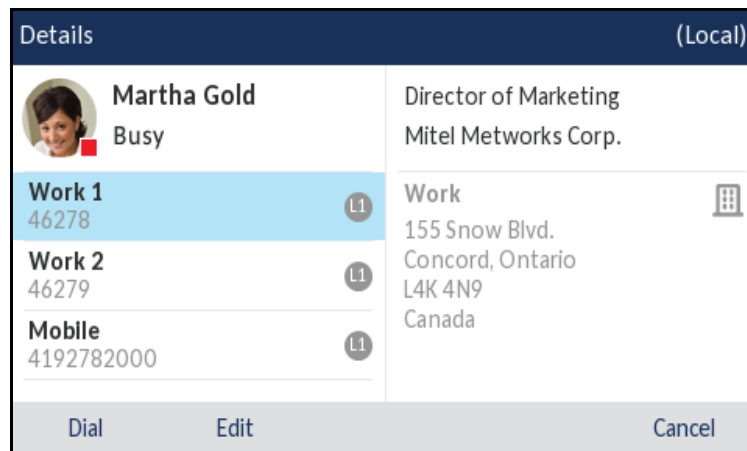 Details
(Local)
Martha Gold
Busy
Work 1
46278
L1
Work 2
46279
L1
Mobile
4192782000
L1
Director of Marketing
Mitel Metworks Corp.
Work
155 Snow Blvd.
Concord, Ontario
L4K 4N9
Canada
Dial
Edit
Cancel